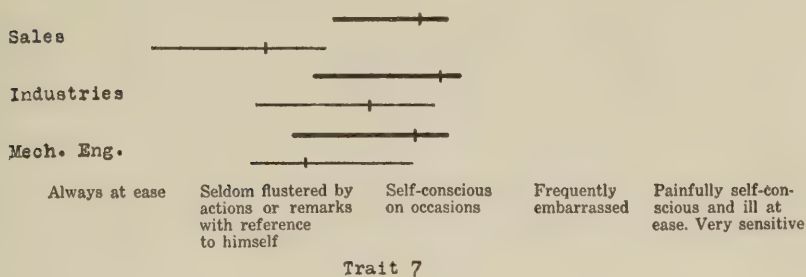 Sales
Industries
Mech. Eng.
Always at ease
Seldom flustered by
actions or remarks
with reference
to himself
Self-conscious
on occasions
Frequently
embarrassed
Painfully self-con-
scious and ill at
ease. Very sensitive
Trait 7